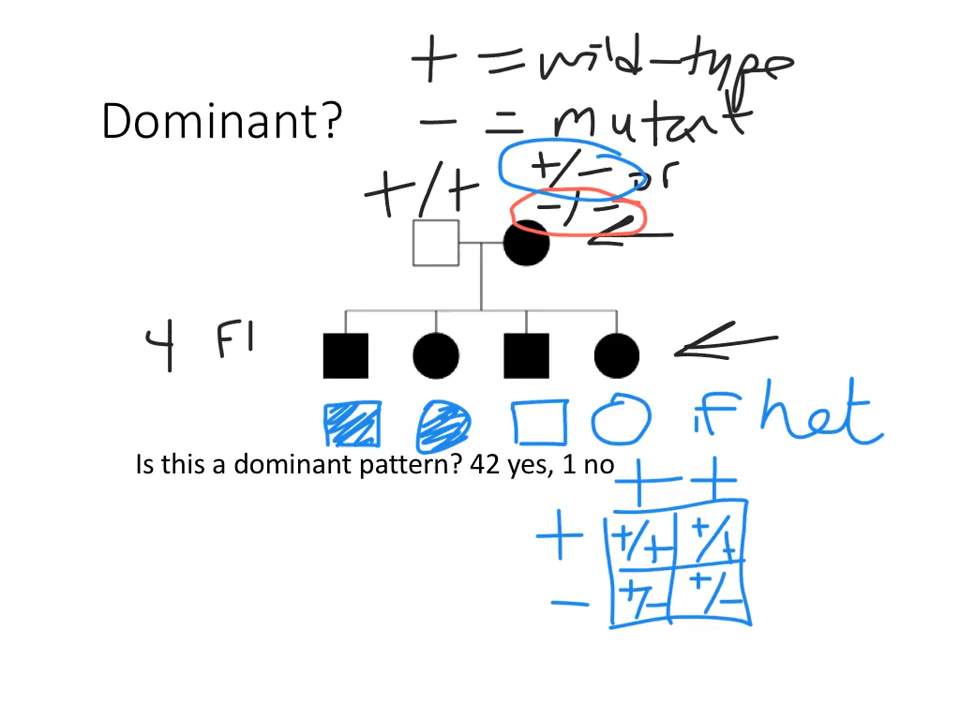 + = wild-type
Dominant?
- = mutant
+/+ +/- or
-/-
4 F1
if het
Is this a dominant pattern? 42 yes, 1 no
+ +
+ +/+ +/+
- +/- +/-